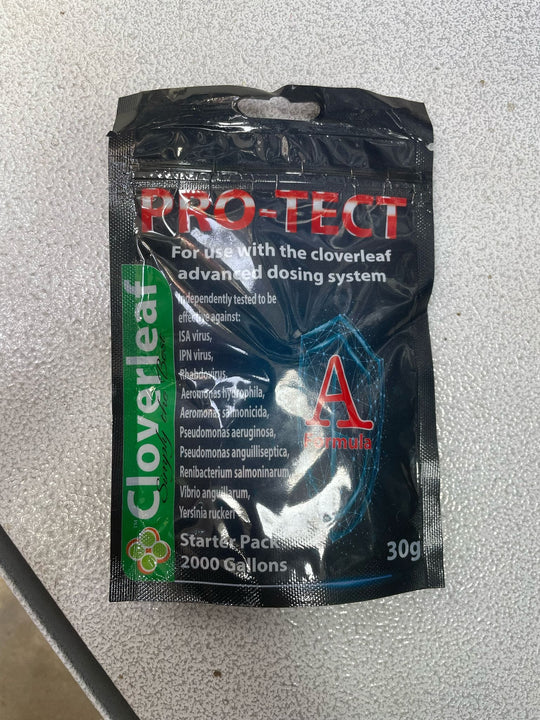 PRO-TECT
For use with the cloverleaf
advanced dosing system
Independently tested to be
effective against:
ISA virus,
IPN virus,
Rhabdovirus,
Aeromonas hydrophila,
Aeromonas salmonicida,
Pseudomonas aeruginosa,
Pseudomonas anguilliseptica,
Renibacterium salmoninarum,
Vibrio anguillarum,
Yersinia ruckeri
A
Formula
Starter Pack
2000 Gallons
30g
Cloverleaf
TM